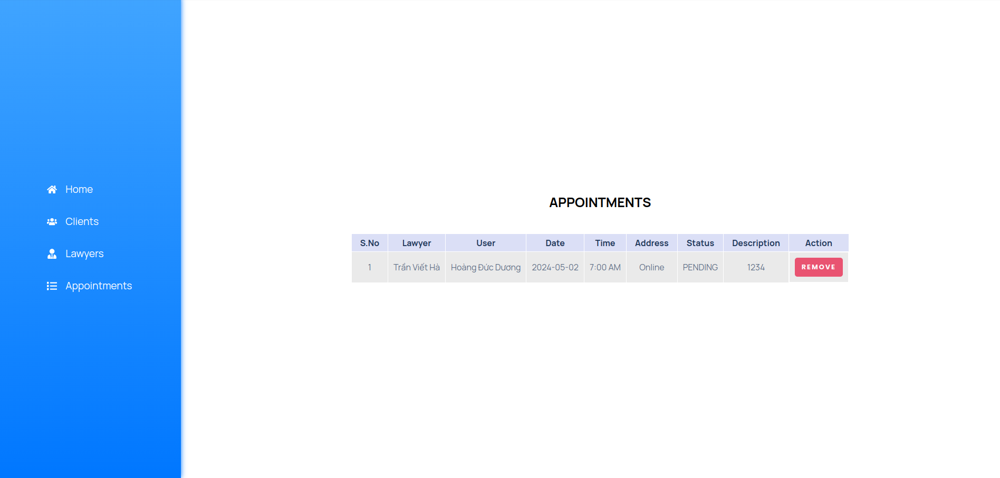 Home
Clients
Lawyers
Appointments
APPOINTMENTS
S.No Lawyer User Date Time Address Status Description Action
1 Trần Viết Hà Hoàng Đức Dương 2024-05-02 7:00 AM Online PENDING 1234 REMOVE